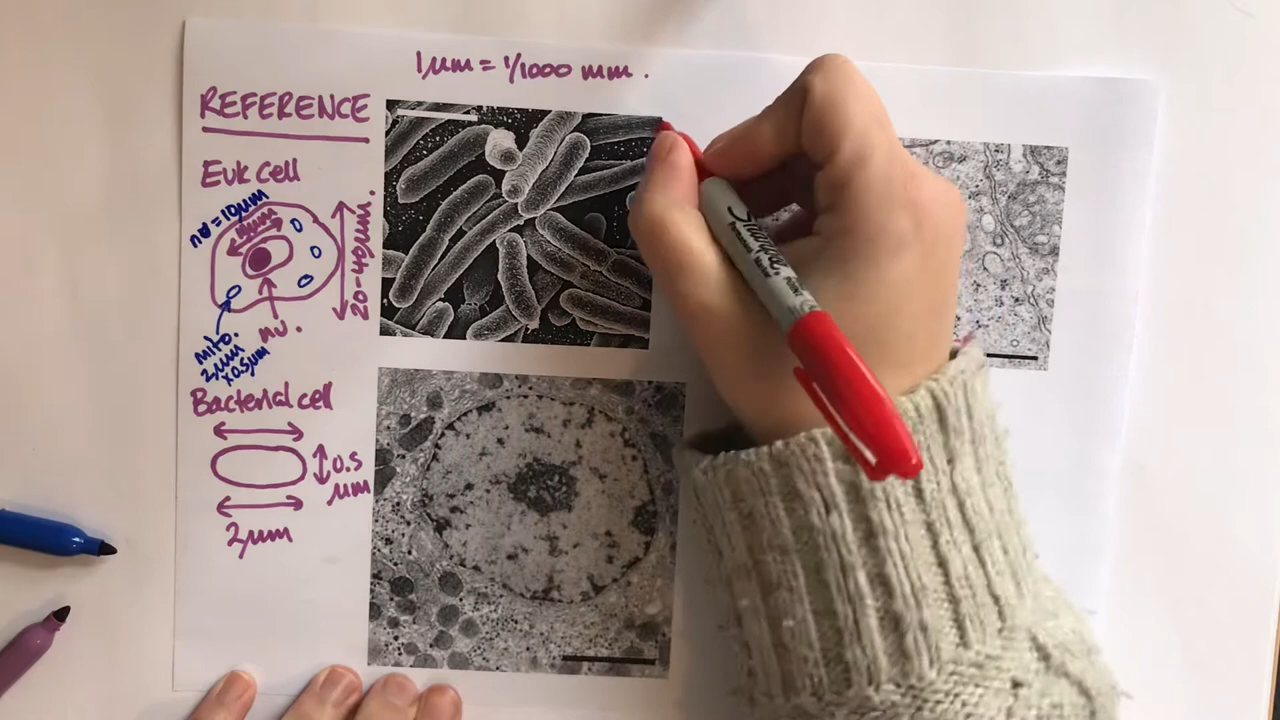 1μm = 1/1000 mm.
REFERENCE
Euk cell
nu = 10μm
10μm
20-40μm.
nu.
mito.
2μm
x0.5μm
Bacterial cell
0.5
μm
2μm
Sharpie